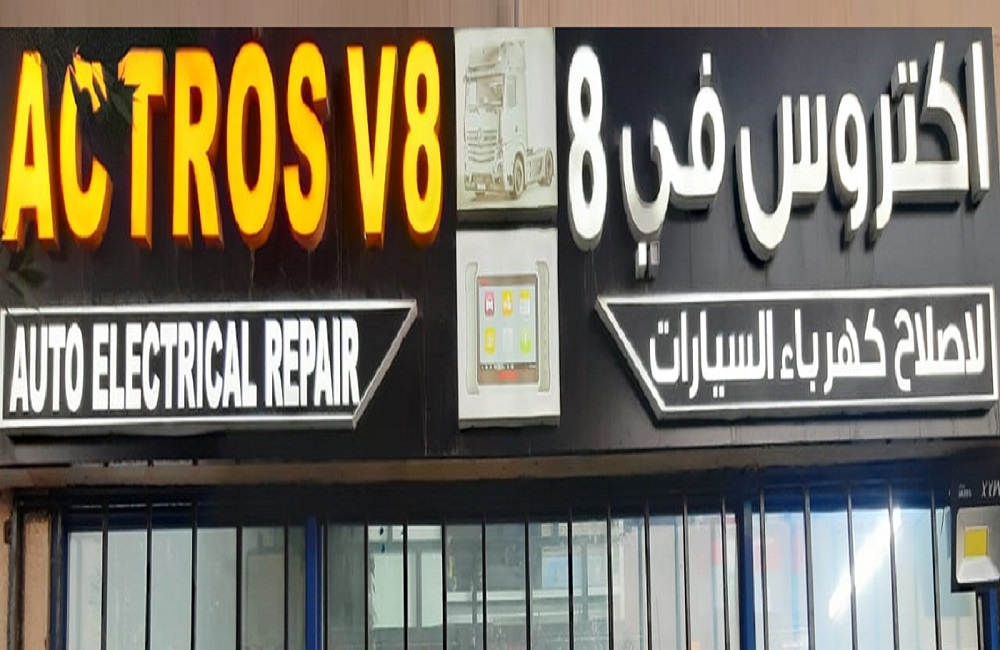 ACTROS V8
اكتروس في 8
AUTO ELECTRICAL REPAIR
لاصلاح كهرباء السيارات